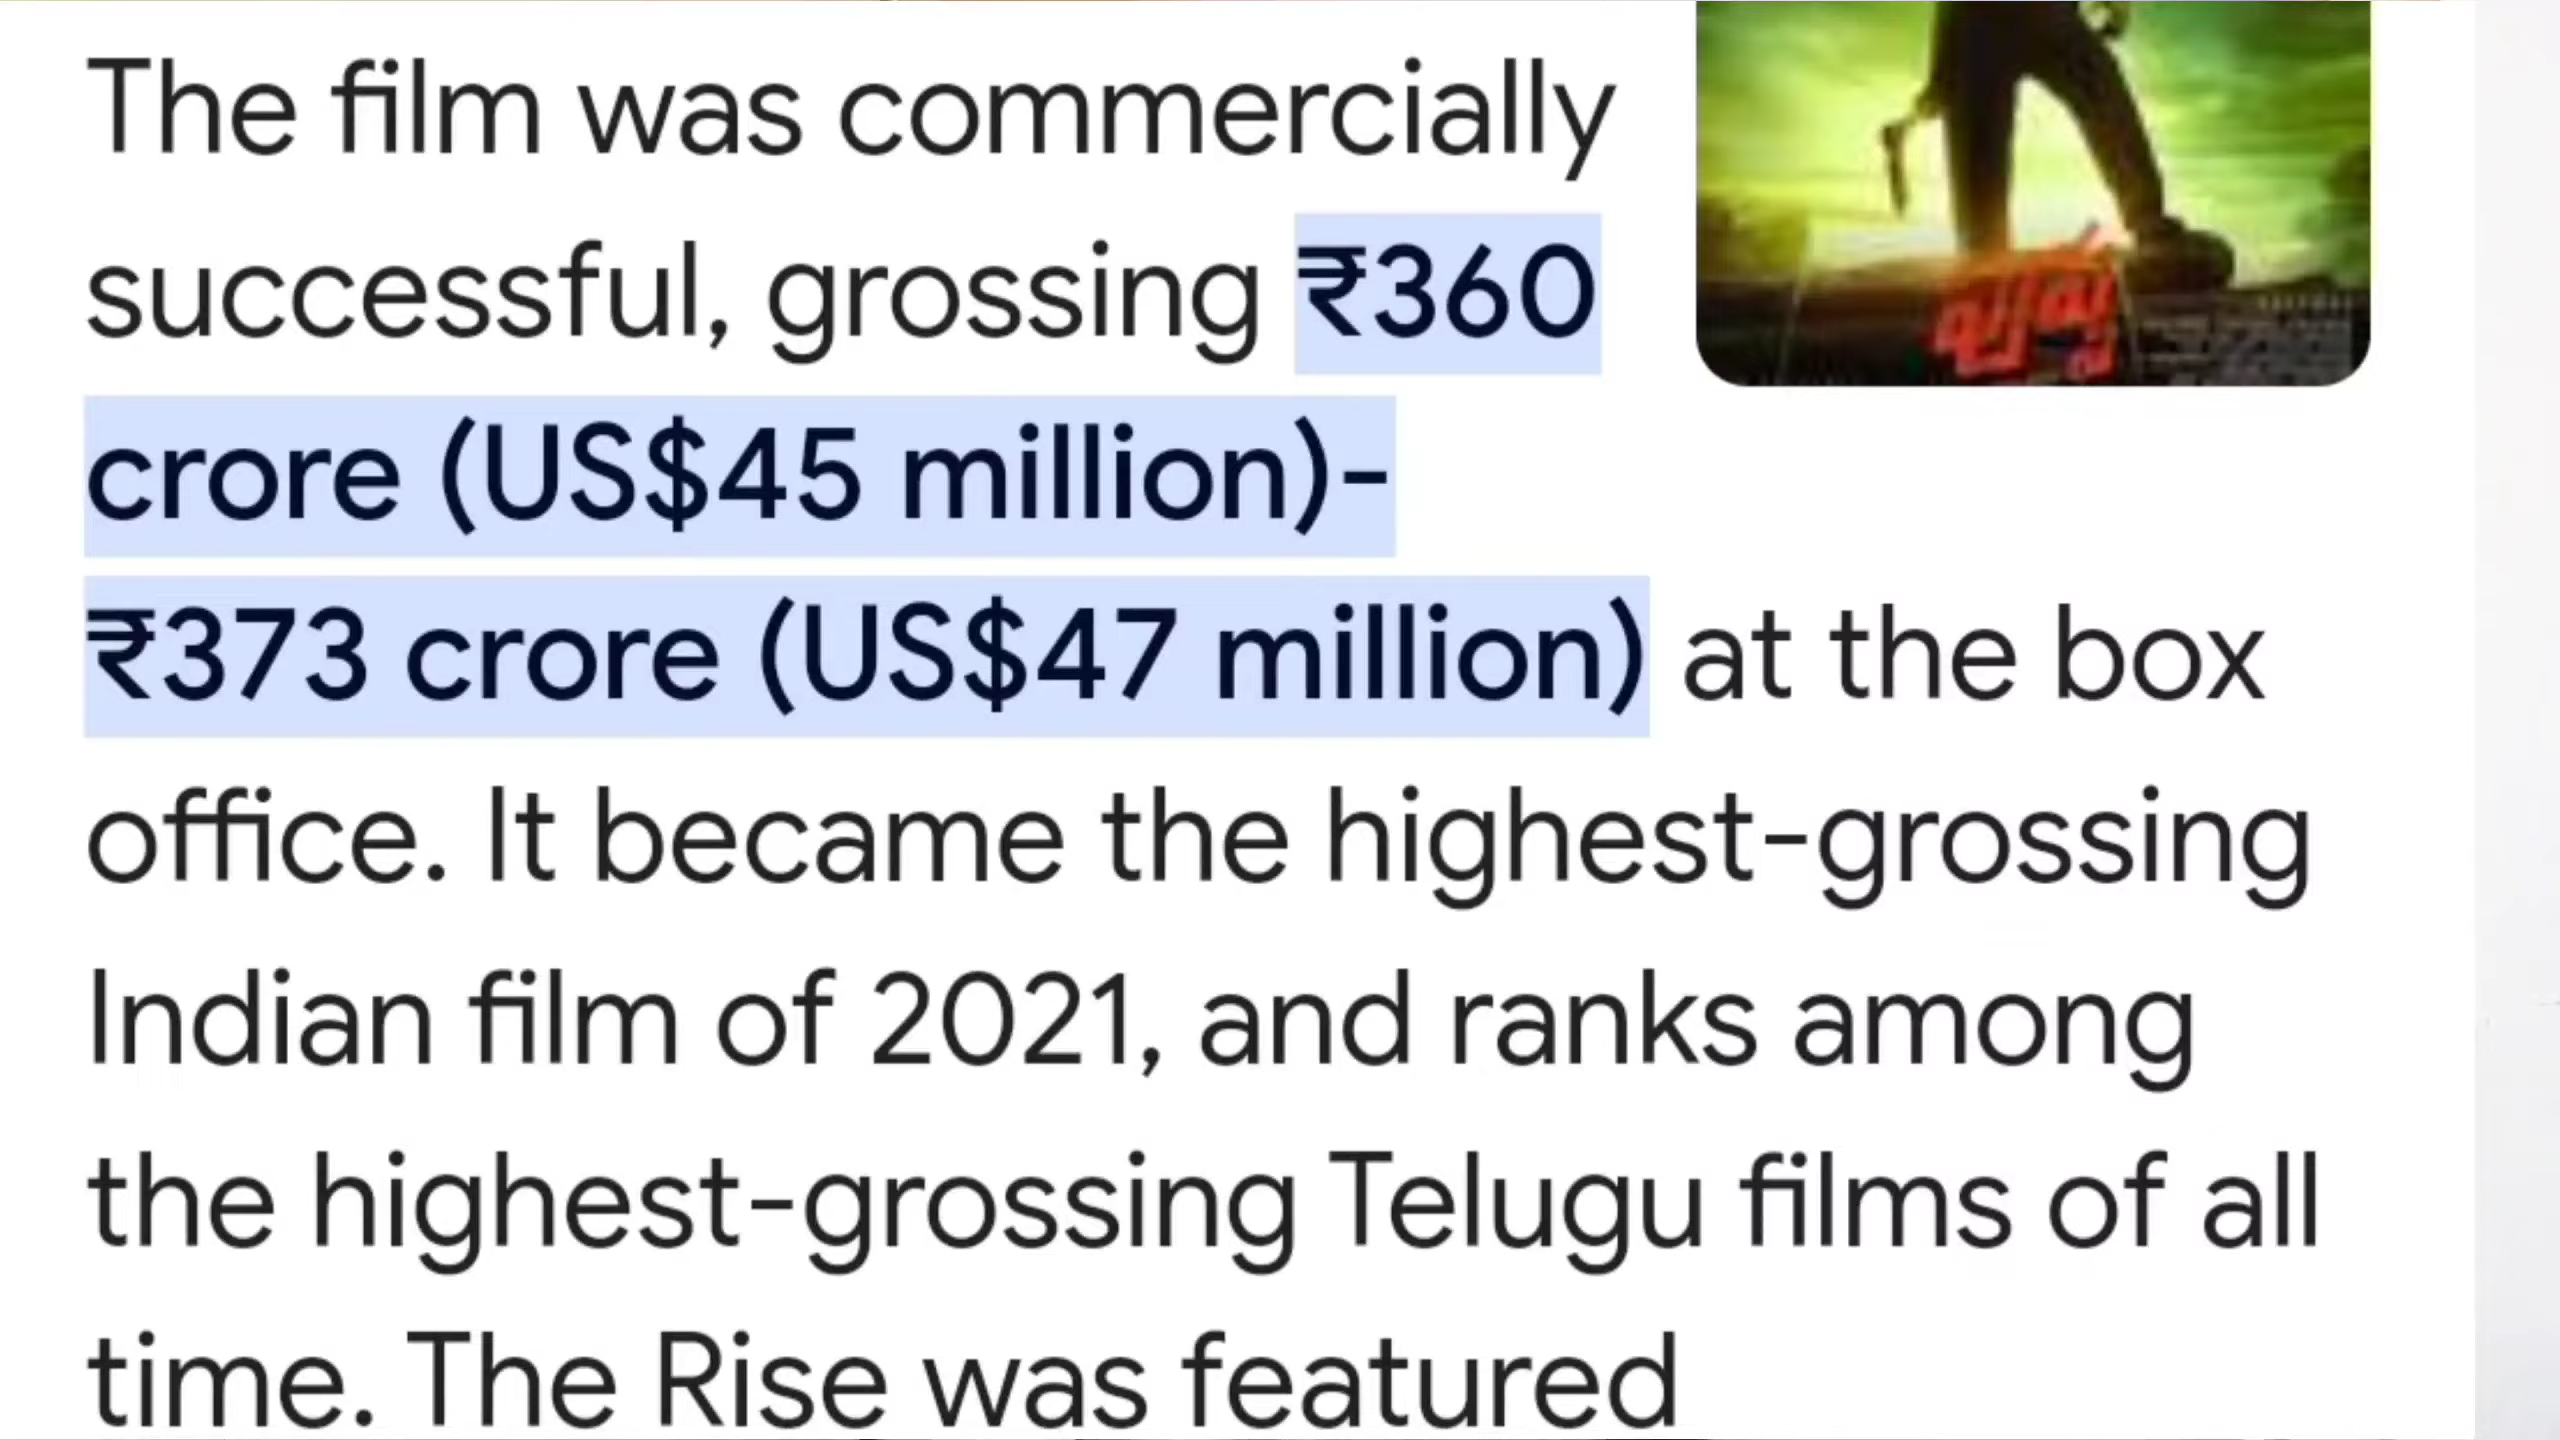 The film was commercially
successful, grossing ₹360
crore (US$45 million)-
₹373 crore (US$47 million) at the box
office. It became the highest-grossing
Indian film of 2021, and ranks among
the highest-grossing Telugu films of all
time. The Rise was featured